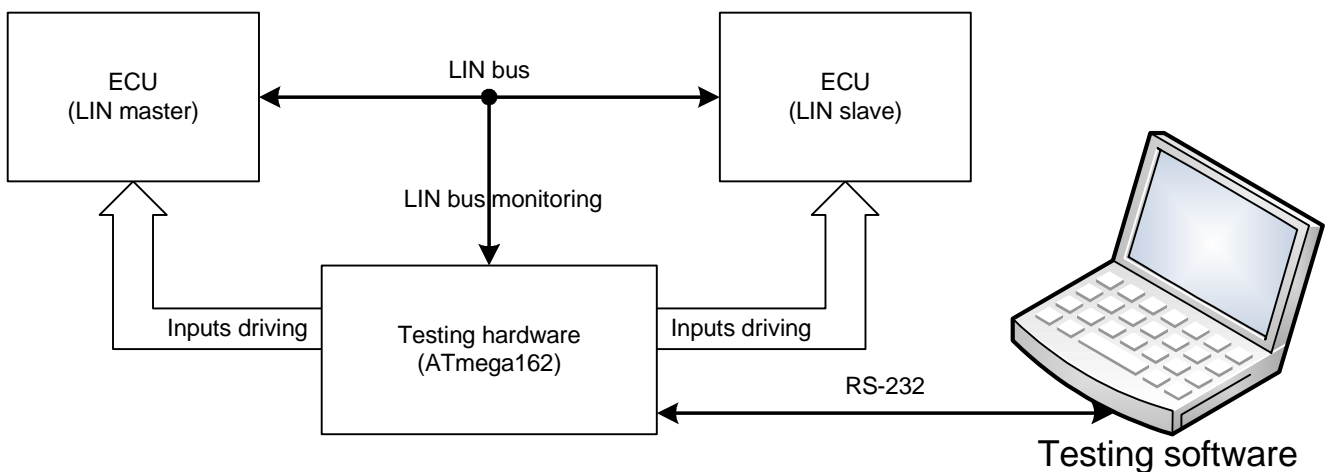 ECU
(LIN master)
LIN bus
ECU
(LIN slave)
LIN bus monitoring
Inputs driving
Testing hardware
(ATmega162)
Inputs driving
RS-232
Testing software